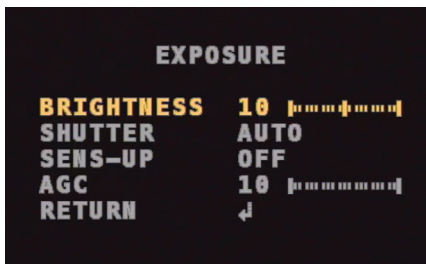 EXPOSURE
BRIGHTNESS 10
SHUTTER AUTO
SENS-UP OFF
AGC 10
RETURN ↲